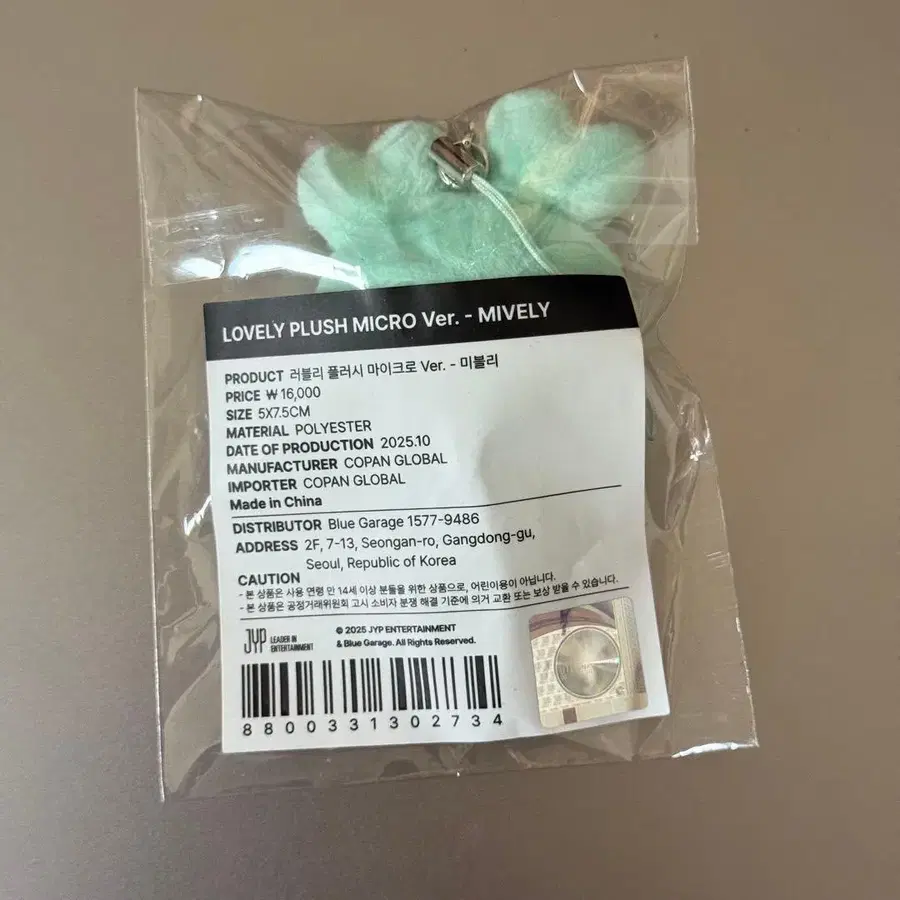 LOVELY PLUSH MICRO Ver. - MIVELY
PRODUCT 러블리 플러시 마이크로 Ver. - 미블리
PRICE ₩ 16,000
SIZE 5X7.5CM
MATERIAL POLYESTER
DATE OF PRODUCTION 2025.10
MANUFACTURER COPAN GLOBAL
IMPORTER COPAN GLOBAL
Made in China
DISTRIBUTOR Blue Garage 1577-9486
ADDRESS 2F, 7-13, Seongan-ro, Gangdong-gu,
Seoul, Republic of Korea
CAUTION
- 본 상품은 사용 연령 만 14세 이상 분들을 위한 상품으로, 어린이용이 아닙니다.
- 본 상품은 공정거래위원회 고시 소비자 분쟁 해결 기준에 의거 교환 또는 보상 받을 수 있습니다.
JYP LEADER IN
ENTERTAINMENT
© 2025 JYP ENTERTAINMENT
& Blue Garage. All Rights Reserved.
8800331302734